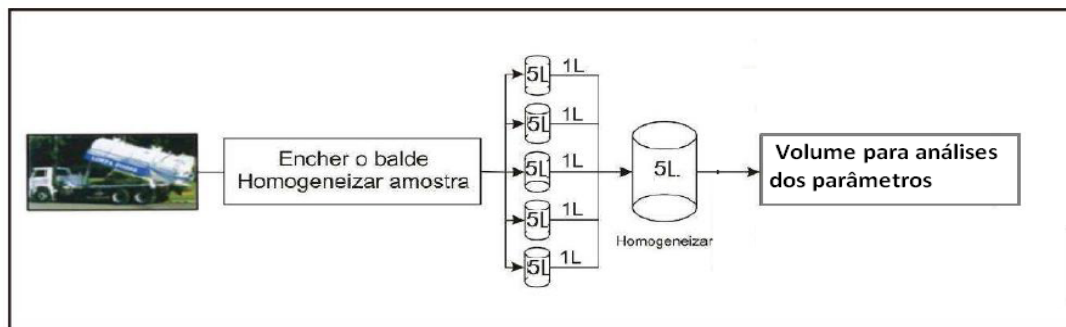 Encher o balde
Homogeneizar amostra
5L 1L
5L 1L
5L 1L
5L 1L
5L 1L
5L.
Homogeneizar
Volume para análises
dos parâmetros